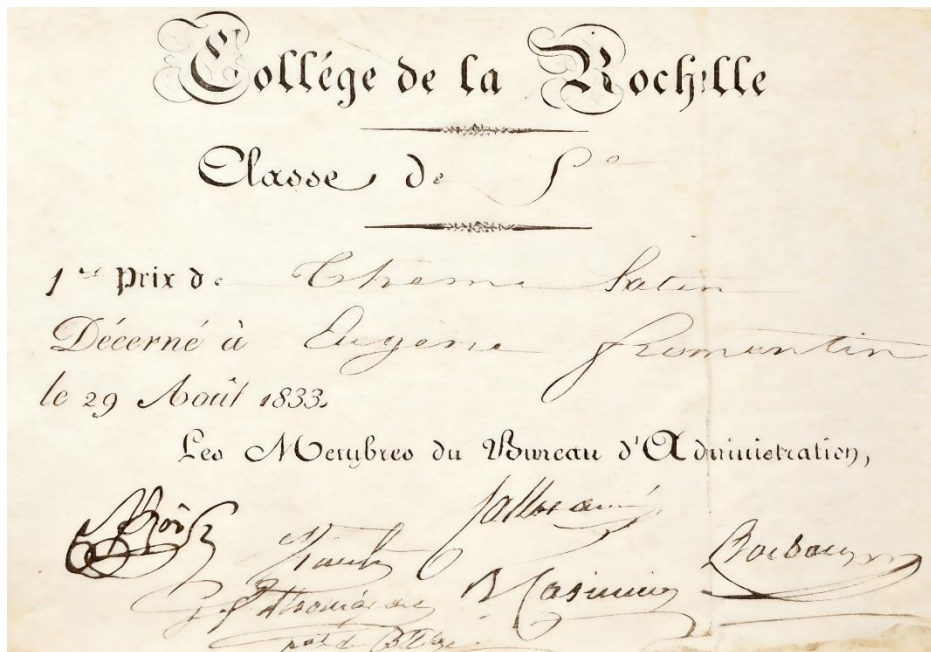 Collége de la Rochelle
Classe de 5e
1er Prix de Thème latin
Décerné à Eugène Fromentin
le 29 Août 1833.
Les Membres du Bureau d'Administration,